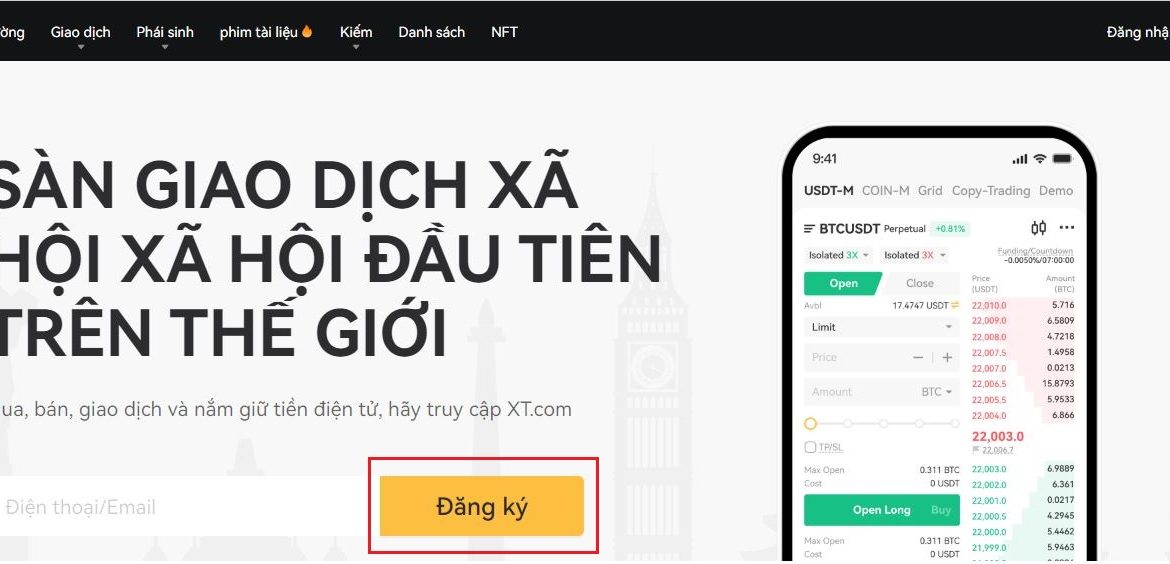 Giao dịch Phái sinh phim tài liệu Kiếm Danh sách NFT
Đăng nhậ
SÀN GIAO DỊCH XÃ
HỘI XÃ HỘI ĐẦU TIÊN
TRÊN THẾ GIỚI
ua, bán, giao dịch và nắm giữ tiền điện tử, hãy truy cập XT.com
Điện thoại/Email
Đăng ký
9:41
USDT-M COIN-M Grid Copy-Trading Demo
BTCUSDT Perpetual +0.81%
Isolated 3X Isolated 3X
Funding/Countdown
-0.0050%/07:00:00
Open Close
Avbl 17.4747 USDT
Limit
Price
Amount BTC
TP/SL
Max Open 0.311 BTC
Cost 0 USDT
Open Long Buy
Max Open 0.311 BTC
Cost 0 USDT
Price Amount
(USDT) (BTC)
22,010.0 5.716
22,009.0 6.5809
22,008.0 4.7218
22,007.5 1.4958
22,007.0 0.0213
22,006.5 15.8793
22,005.5 5.9533
22,004.0 6.866
22,003.0
22,006.7
22,003.0 6.9889
22,002.0 6.361
22,001.0 0.0217
22,000.5 4.2945
22,000.0 5.4462
21,999.0 5.9463